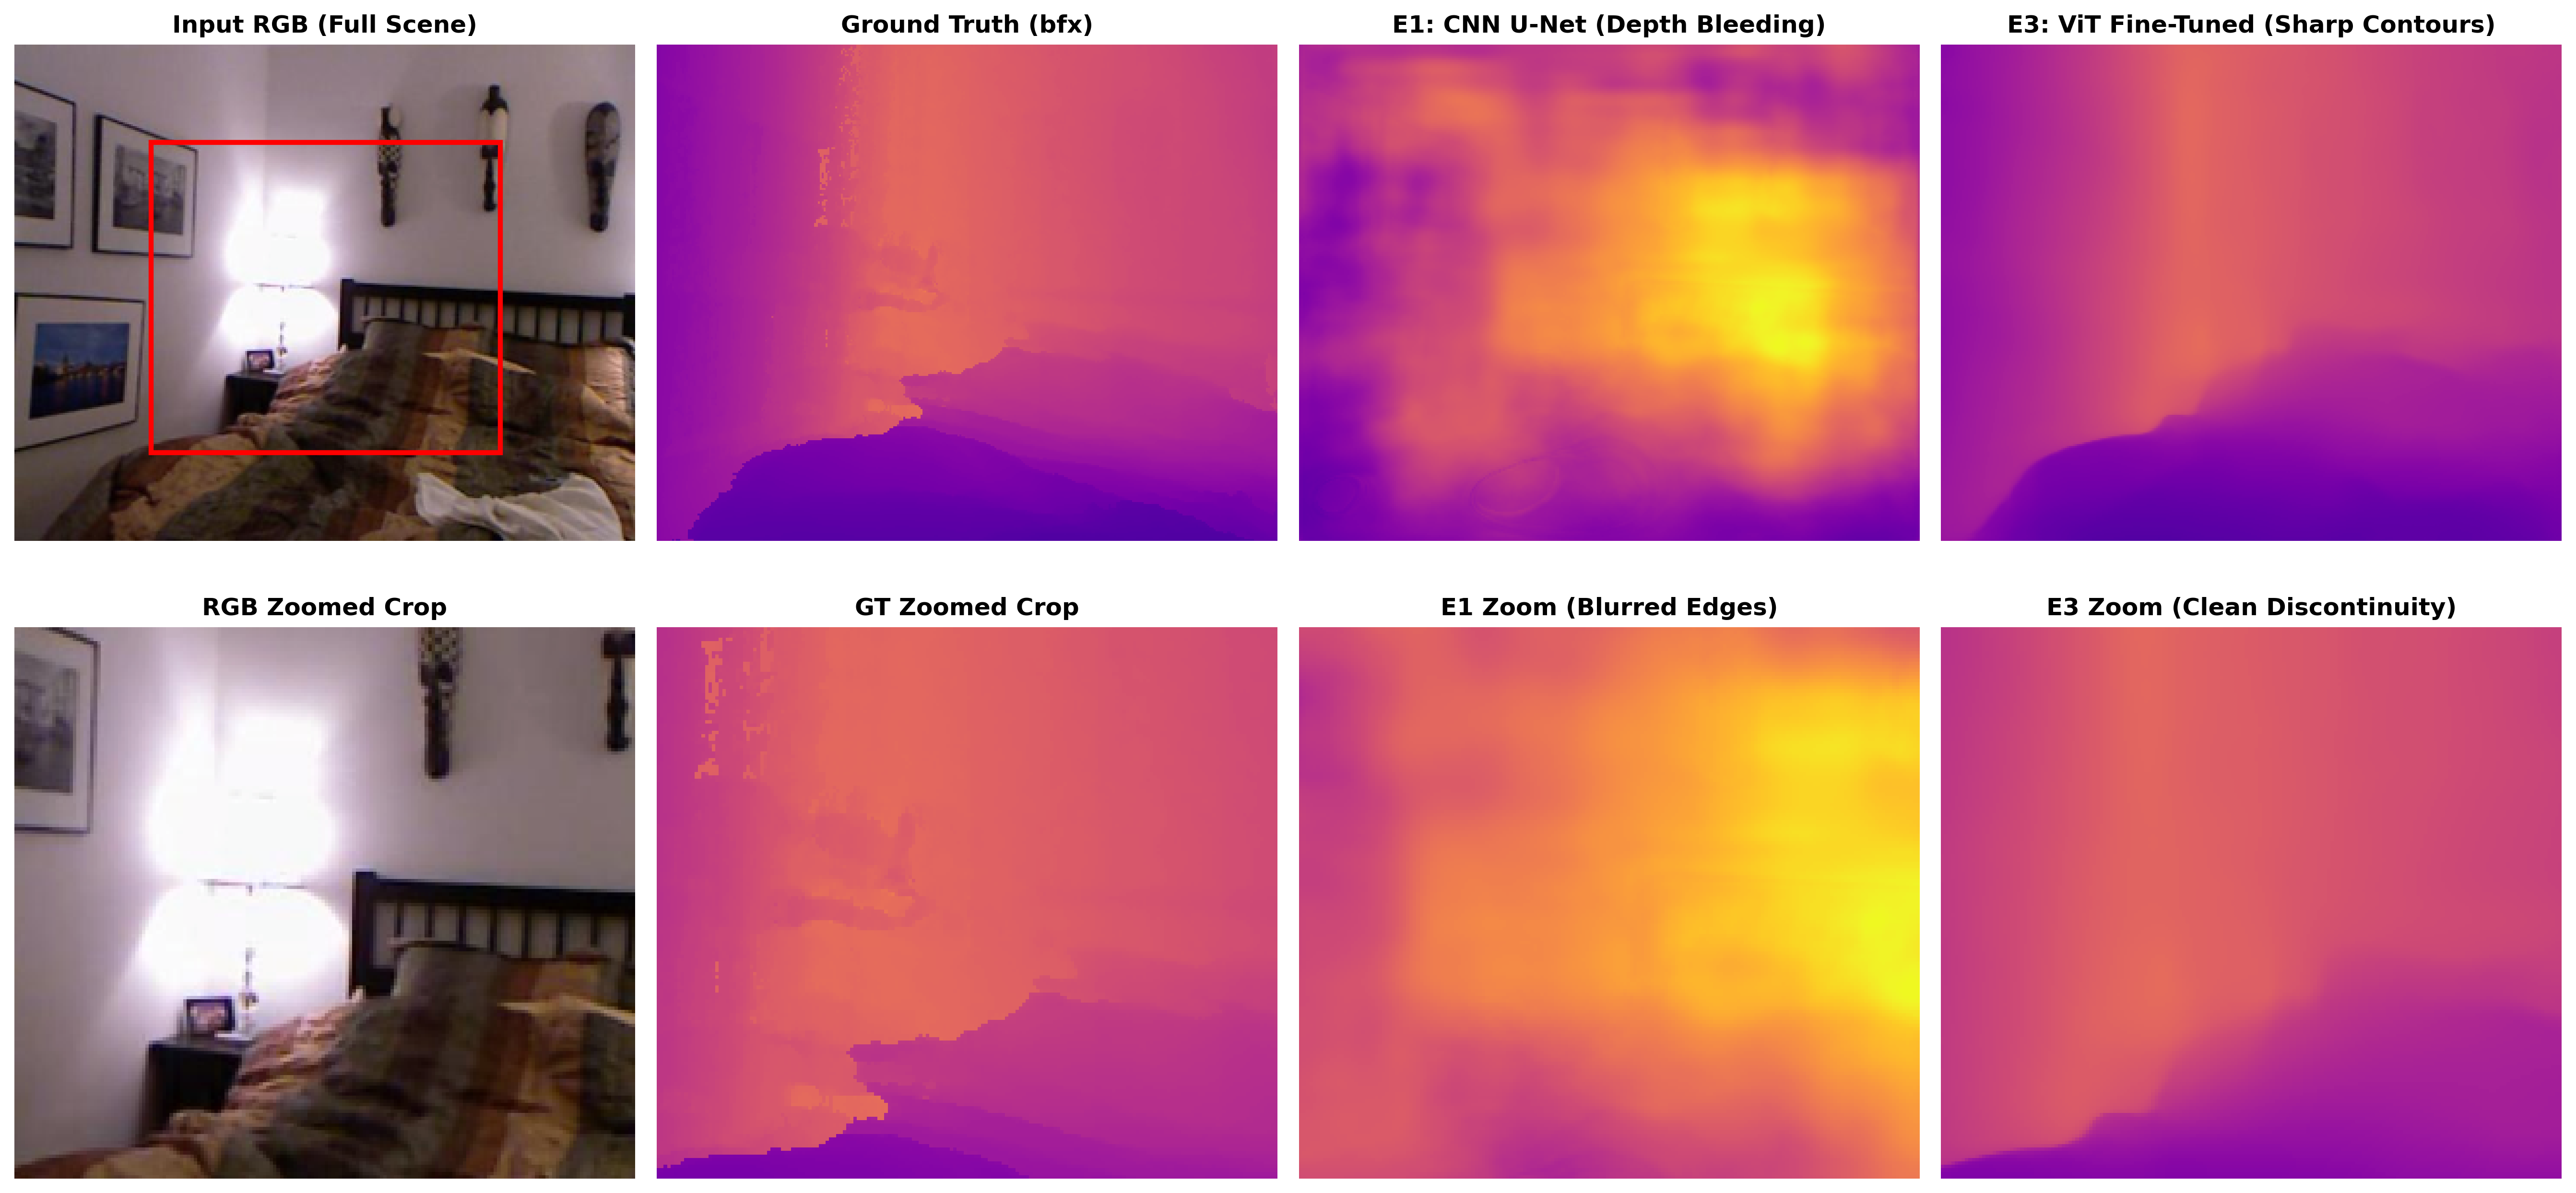 Input RGB (Full Scene)
Ground Truth (bfx)
E1: CNN U-Net (Depth Bleeding)
E3: ViT Fine-Tuned (Sharp Contours)
RGB Zoomed Crop
GT Zoomed Crop
E1 Zoom (Blurred Edges)
E3 Zoom (Clean Discontinuity)